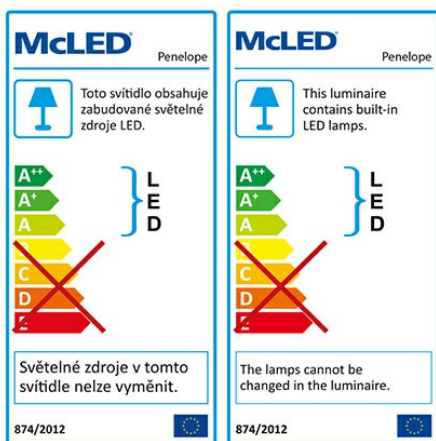 McLED
Penelope
Toto svítidlo obsahuje
zabudované světelné
zdroje LED.
A++
A+
A
B
C
D
E
L
E
D
Světelné zdroje v tomto
svítidle nelze vyměnit.
874/2012
McLED
Penelope
This luminaire
contains built-in
LED lamps.
A++
A+
A
B
C
D
E
L
E
D
The lamps cannot be
changed in the luminaire.
874/2012